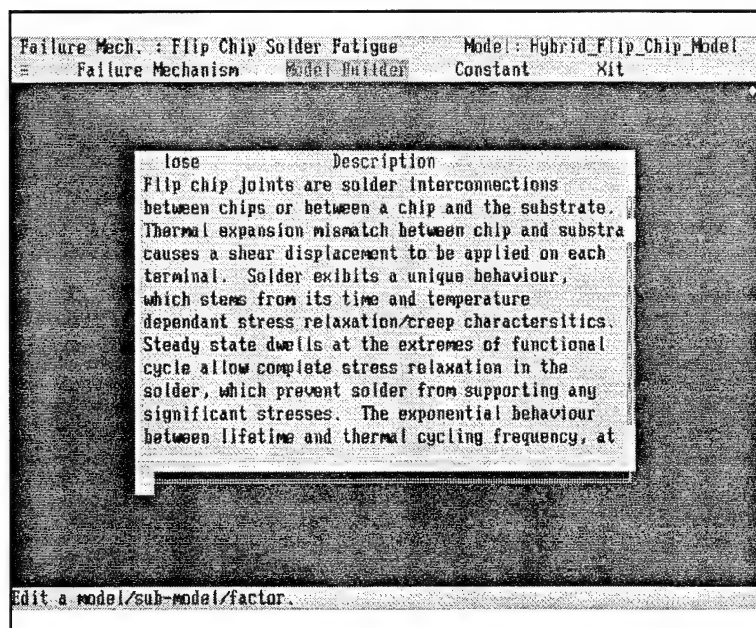 Failure Mech. : Flip Chip Solder Fatigue Model: Hybrid_Flip_Chip_Model
≡ Failure Mechanism Model Builder Constant Xit
lose Description
Flip chip joints are solder interconnections
between chips or between a chip and the substrate.
Thermal expansion mismatch between chip and substra
causes a shear displacement to be applied on each
terminal. Solder exibits a unique behaviour,
which stems from its time and temperature
dependant stress relaxation/creep charactersitics.
Steady state dwells at the extremes of functional
cycle allow complete stress relaxation in the
solder, which prevent solder from supporting any
significant stresses. The exponential behaviour
between lifetime and thermal cycling frequency, at
Edit a model/sub-model/factor.